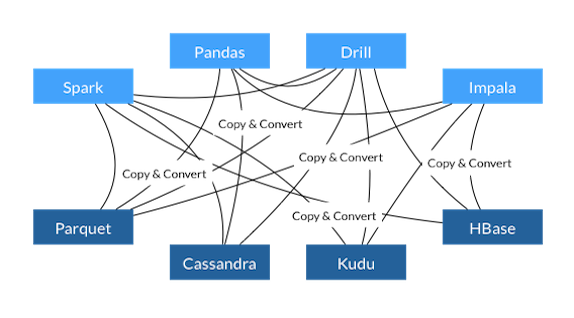 Pandas
Drill
Spark
Impala
Copy & Convert
Copy & Convert
Copy & Convert
Copy & Convert
Copy & Convert
Parquet
HBase
Cassandra
Kudu